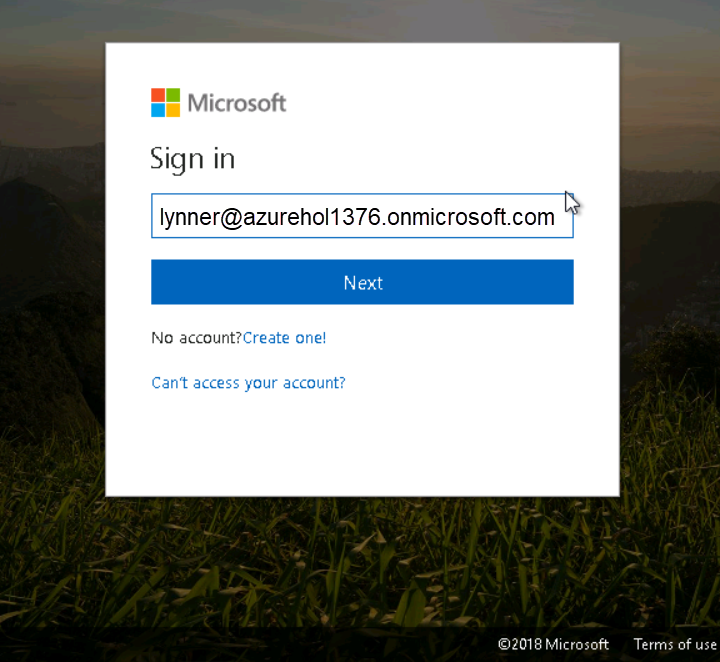 Microsoft
Sign in
lynner@azurehol1376.onmicrosoft.com
Next
No account?Create one!
Can't access your account?
©2018 Microsoft Terms of use